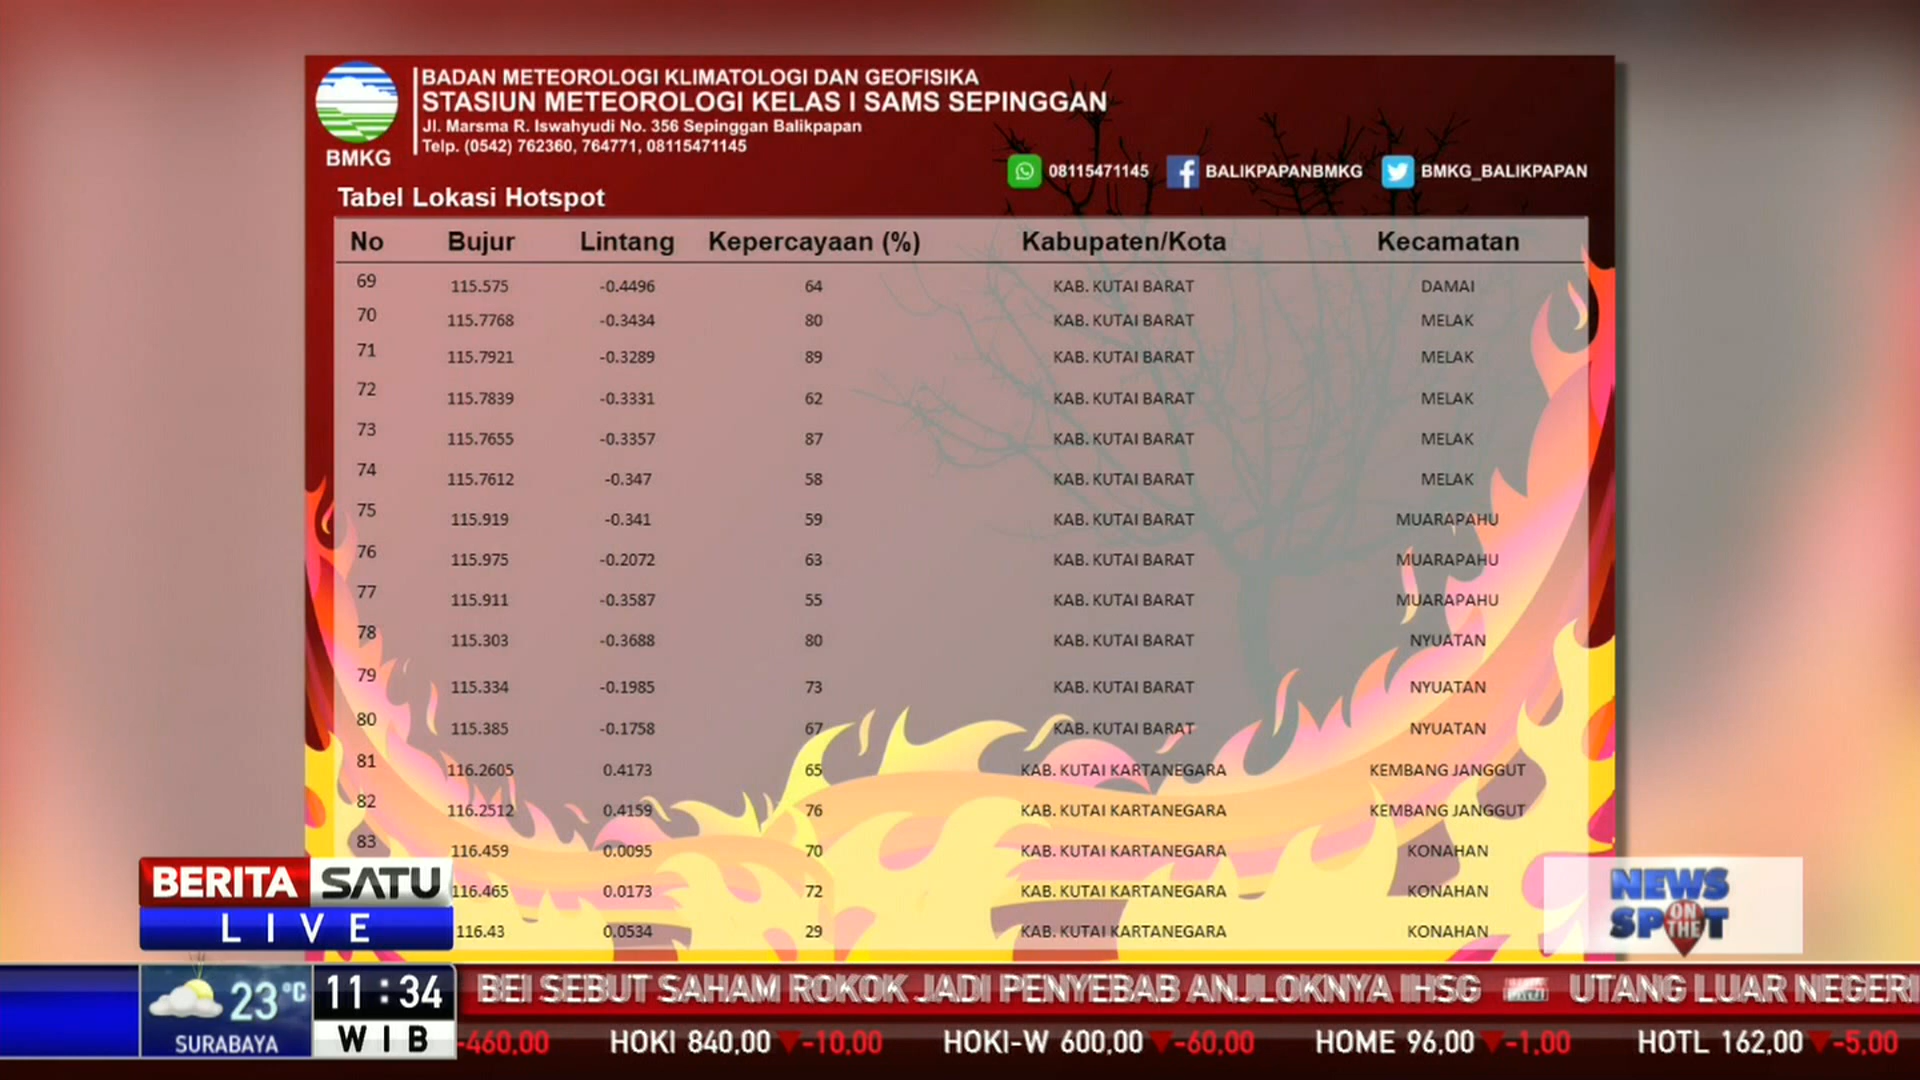 BADAN METEOROLOGI KLIMATOLOGI DAN GEOFISIKA
STASIUN METEOROLOGI KELAS I SAMS SEPINGGAN
Jl. Marsma R. Iswahyudi No. 356 Sepinggan Balikpapan
Telp. (0542) 762360, 764771, 08115471145
BMKG
08115471145 BALIKPAPANBMKG BMKG_BALIKPAPAN
Tabel Lokasi Hotspot
No Bujur Lintang Kepercayaan (%) Kabupaten/Kota Kecamatan
69 115.575 -0.4496 64 KAB. KUTAI BARAT DAMAI
70 115.7768 -0.3434 80 KAB. KUTAI BARAT MELAK
71 115.7921 -0.3289 89 KAB. KUTAI BARAT MELAK
72 115.7839 -0.3331 62 KAB. KUTAI BARAT MELAK
73 115.7655 -0.3357 87 KAB. KUTAI BARAT MELAK
74 115.7612 -0.347 58 KAB. KUTAI BARAT MELAK
75 115.919 -0.341 59 KAB. KUTAI BARAT MUARAPAHU
76 115.975 -0.2072 63 KAB. KUTAI BARAT MUARAPAHU
77 115.911 -0.3587 55 KAB. KUTAI BARAT MUARAPAHU
78 115.303 -0.3688 80 KAB. KUTAI BARAT NYUATAN
79 115.334 -0.1985 73 KAB. KUTAI BARAT NYUATAN
80 115.385 -0.1758 67 KAB. KUTAI BARAT NYUATAN
81 116.2605 0.4173 65 KAB. KUTAI KARTANEGARA KEMBANG JANGGUT
82 116.2512 0.4159 76 KAB. KUTAI KARTANEGARA KEMBANG JANGGUT
83 116.459 0.0095 70 KAB. KUTAI KARTANEGARA KONAHAN
116.465 0.0173 72 KAB. KUTAI KARTANEGARA KONAHAN
116.43 0.0534 29 KAB. KUTAI KARTANEGARA KONAHAN
BERITA SATU
LIVE
NEWS
ON THE
SPOT
23°C
SURABAYA
11:34
WIB
BEI SEBUT SAHAM ROKOK JADI PENYEBAB ANJLOKNYA IHSG UTANG LUAR NEGERI
-460,00 HOKI 840,00 -10,00 HOKI-W 600,00 -60,00 HOME 96,00 -1,00 HOTL 162,00 -5,00